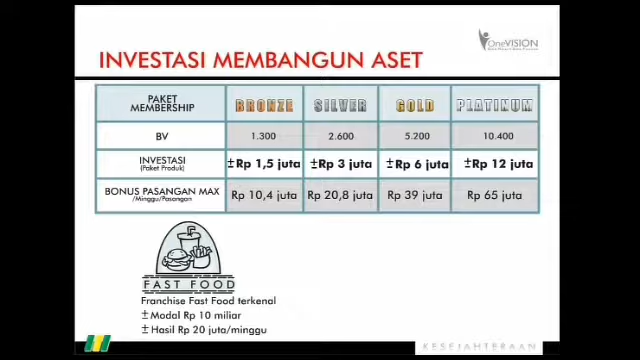 OneVISION
INVESTASI MEMBANGUN ASET
PAKET MEMBERSHIP BRONZE SILVER GOLD PLATINUM
BV 1.300 2.600 5.200 10.400
INVESTASI (Paket Produk) ±Rp 1,5 juta ±Rp 3 juta ±Rp 6 juta ±Rp 12 juta
BONUS PASANGAN MAX /Minggu/Pasangan Rp 10,4 juta Rp 20,8 juta Rp 39 juta Rp 65 juta
FAST FOOD
Franchise Fast Food terkenal
±Modal Rp 10 miliar
±Hasil Rp 20 juta/minggu
KESEJAHTERAAN